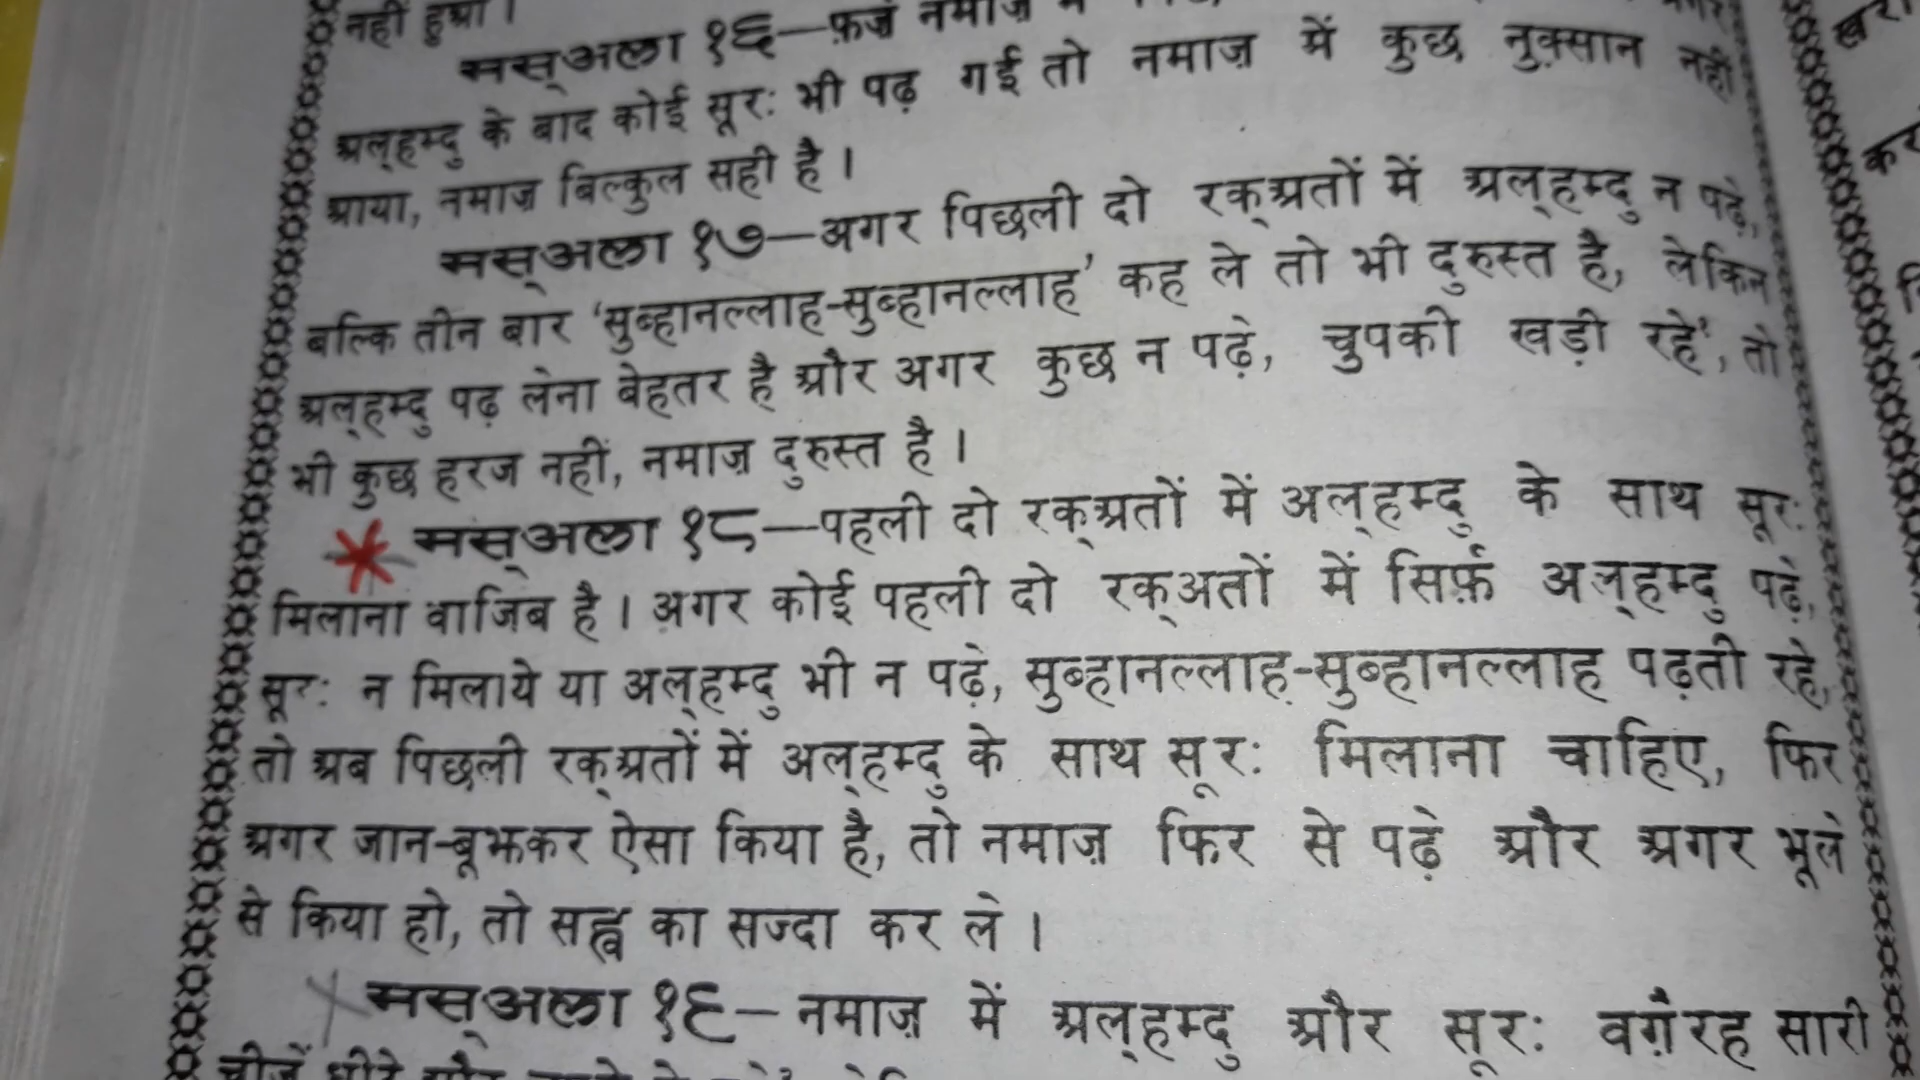 नहीं हुआ।
मस्अला १६—फ़र्ज़ नमाज़
अल्हम्दु के बाद कोई सूरः भी पढ़ गई तो नमाज़ में कुछ नुक़्सान नहीं
आया, नमाज़ बिल्कुल सही है।
मस्अला १७—अगर पिछली दो रक्अतों में अल्हम्दु न पढ़े,
बल्कि तीन बार ‘सुब्हानल्लाह-सुब्हानल्लाह’ कह ले तो भी दुरुस्त है, लेकिन
अल्हम्दु पढ़ लेना बेहतर है और अगर कुछ न पढ़े, चुपकी खड़ी रहे, तो
भी कुछ हरज नहीं, नमाज़ दुरुस्त है।
मस्अला १८—पहली दो रक्अतों में अल्हम्दु के साथ सूरः
मिलाना वाजिब है। अगर कोई पहली दो रक्अतों में सिर्फ़ अल्हम्दु पढ़े,
सूरः न मिलाये या अल्हम्दु भी न पढ़े, सुब्हानल्लाह-सुब्हानल्लाह पढ़ती रहे,
तो अब पिछली रक्अतों में अल्हम्दु के साथ सूरः मिलाना चाहिए, फिर
अगर जान-बूझकर ऐसा किया है, तो नमाज़ फिर से पढ़े और अगर भूले
से किया हो, तो सह्व का सज्दा कर ले।
मस्अला १९—नमाज़ में अल्हम्दु और सूरः वग़ैरह सारी
चीज़ें धीरे और